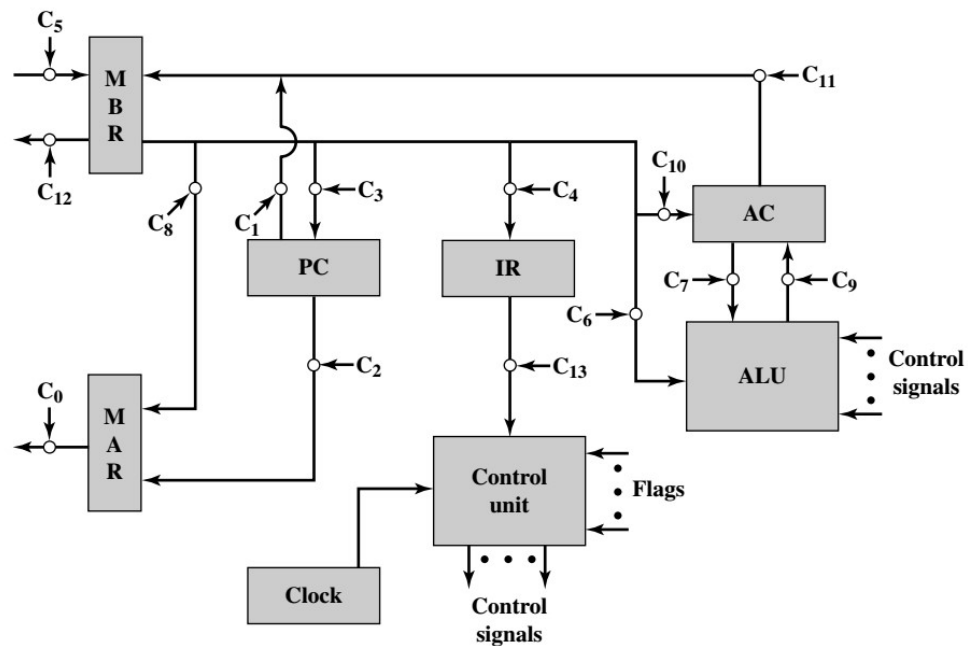 C5
M
B
R
C11
C12
C8
C1
C3
C4
C10
AC
PC
IR
C7
C9
C6
C2
C13
ALU
Control
signals
C0
M
A
R
Control
unit
Flags
Clock
Control
signals